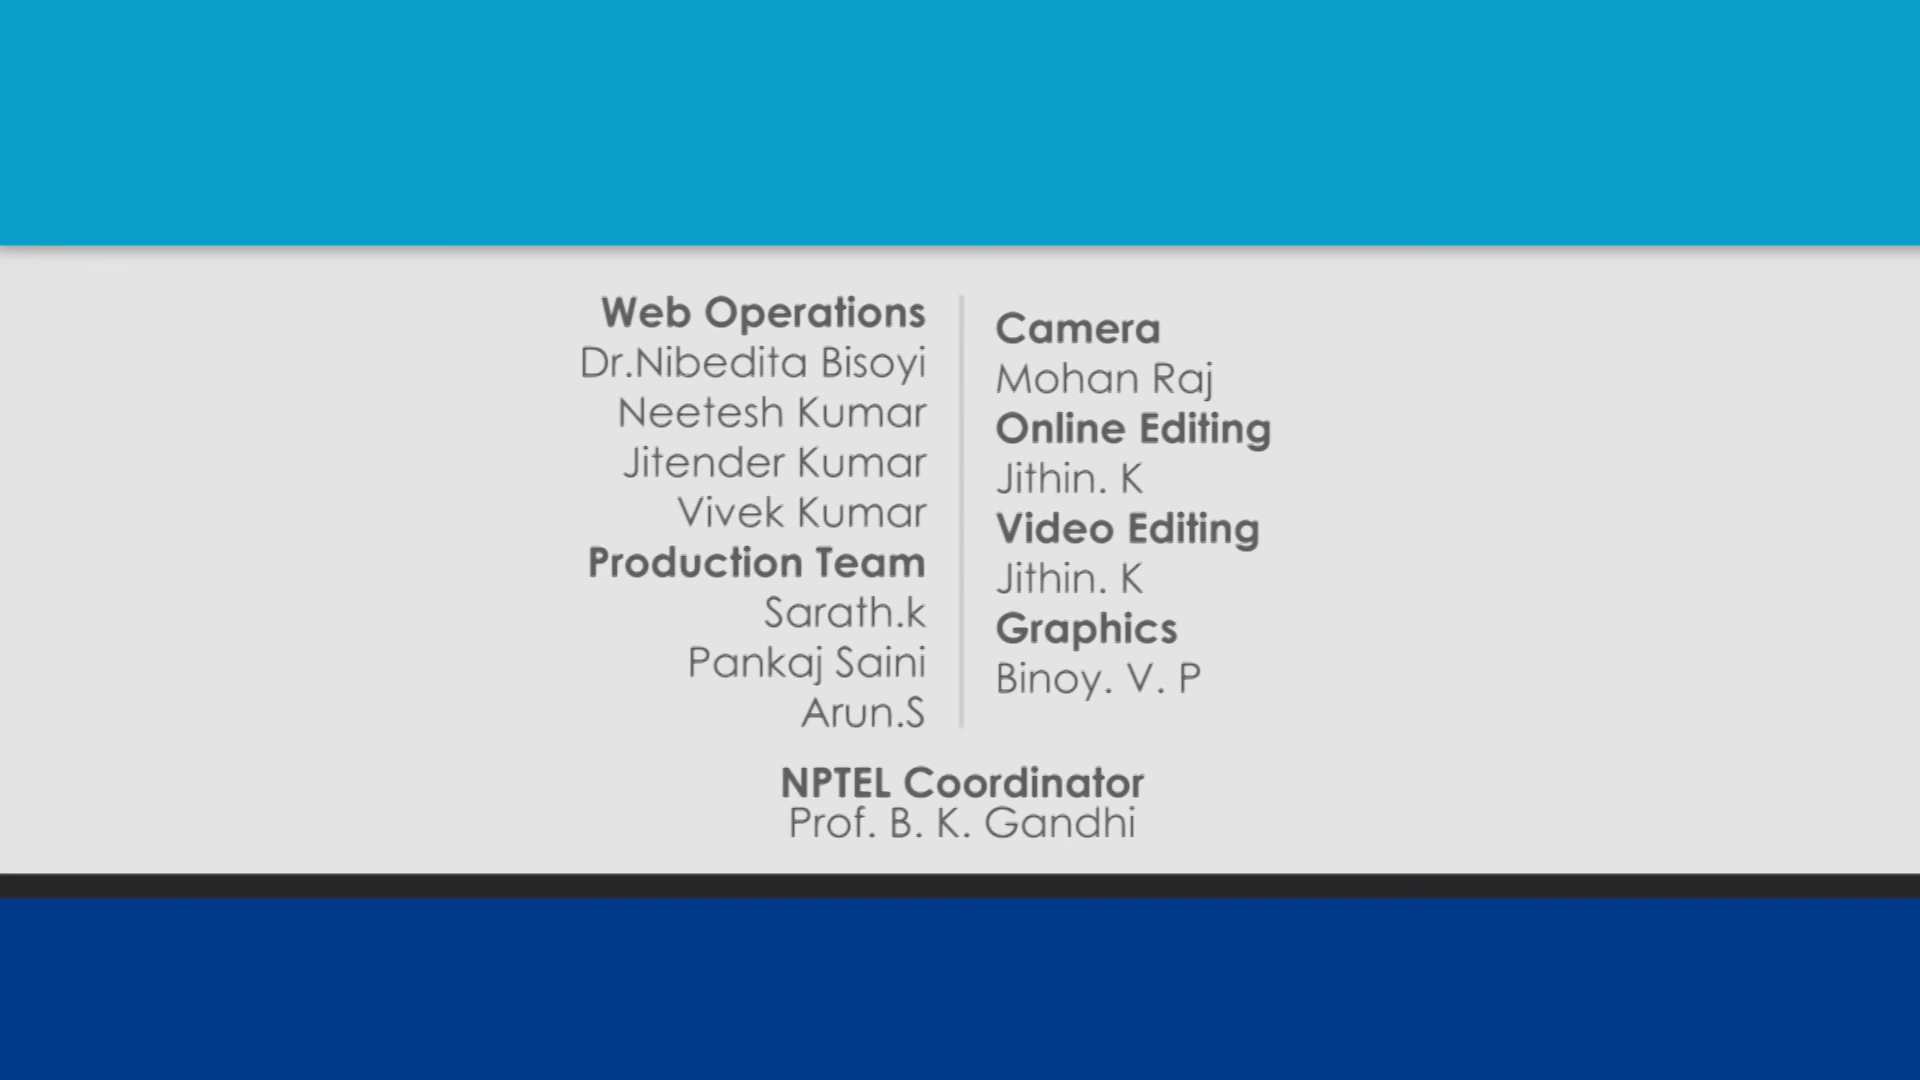 Web Operations
Dr.Nibedita Bisoyi
Neetesh Kumar
Jitender Kumar
Vivek Kumar
Production Team
Sarath.k
Pankaj Saini
Arun.S
Camera
Mohan Raj
Online Editing
Jithin. K
Video Editing
Jithin. K
Graphics
Binoy. V. P
NPTEL Coordinator
Prof. B. K. Gandhi